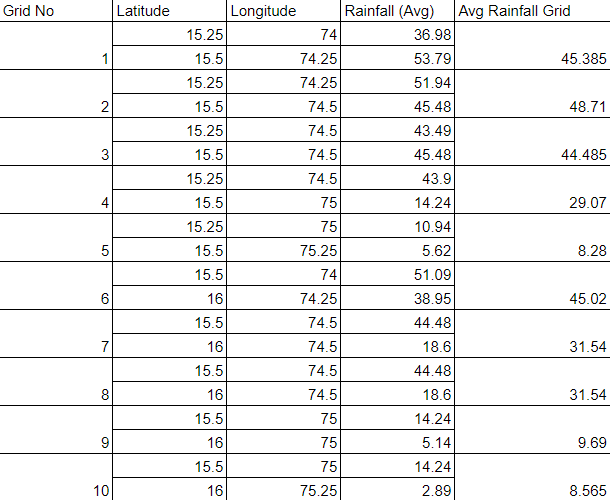 Grid No Latitude Longitude Rainfall (Avg) Avg Rainfall Grid
15.25 74 36.98
1 15.5 74.25 53.79 45.385
15.25 74.25 51.94
2 15.5 74.5 45.48 48.71
15.25 74.5 43.49
3 15.5 74.5 45.48 44.485
15.25 74.5 43.9
4 15.5 75 14.24 29.07
15.25 75 10.94
5 15.5 75.25 5.62 8.28
15.5 74 51.09
6 16 74.25 38.95 45.02
15.5 74.5 44.48
7 16 74.5 18.6 31.54
15.5 74.5 44.48
8 16 74.5 18.6 31.54
15.5 75 14.24
9 16 75 5.14 9.69
15.5 75 14.24
10 16 75.25 2.89 8.565